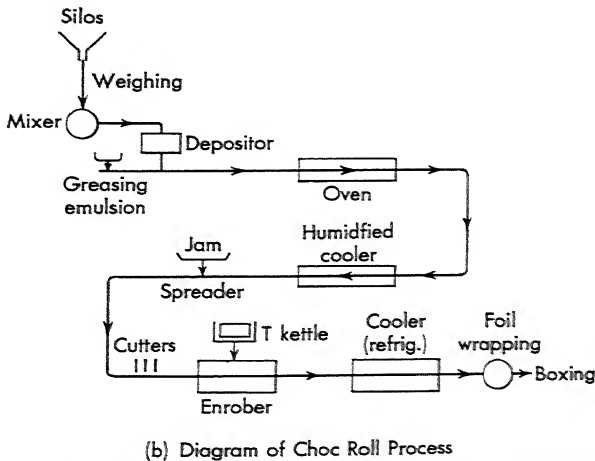 Silos
Weighing
Mixer
Depositor
Greasing
emulsion
Oven
Humidfied
cooler
Jam
Spreader
Cutters
T kettle
Cooler
(refrig.)
Foil
wrapping
Boxing
Enrober
(b) Diagram of Choc Roll Process